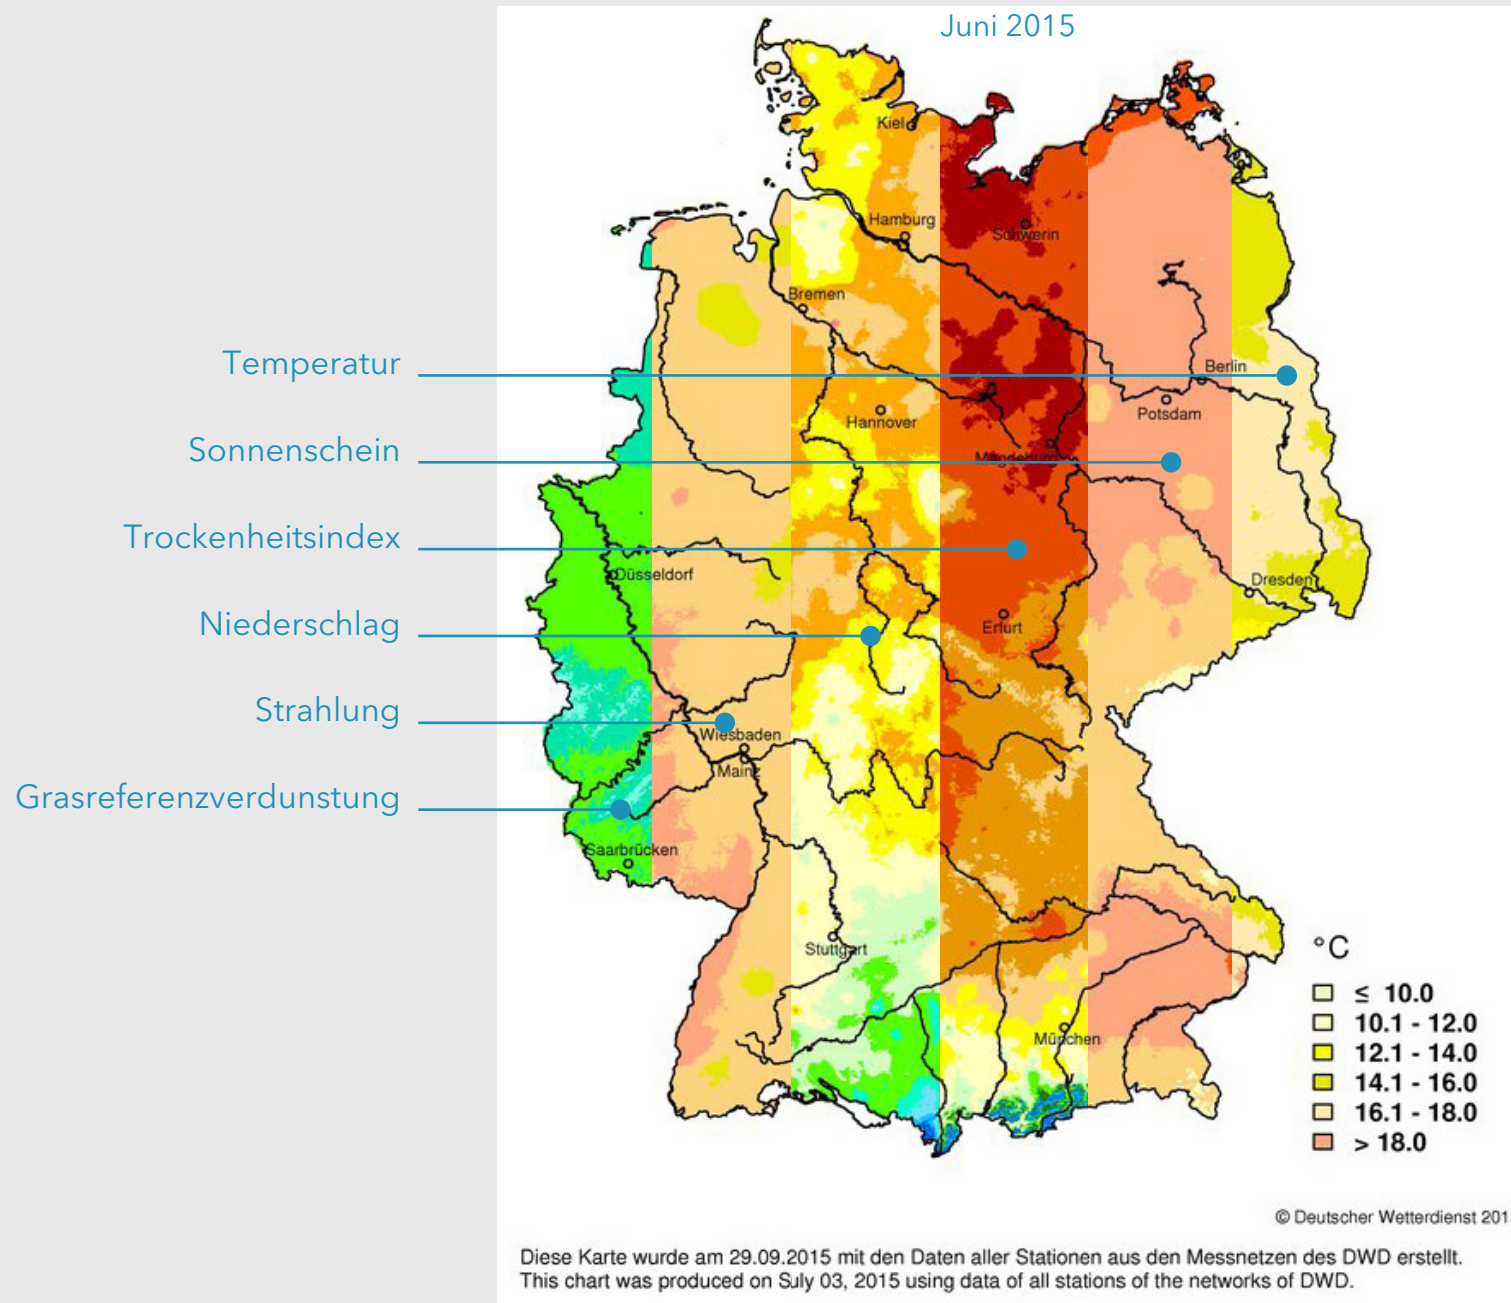 Juni 2015
Kiel
Hamburg
Schwerin
Bremen
Temperatur
Berlin
Potsdam
Hannover
Sonnenschein
Magdeburg
Trockenheitsindex
Düsseldorf
Dresden
Niederschlag
Erfurt
Strahlung
Wiesbaden
Mainz
Grasreferenzverdunstung
Saarbrücken
Stuttgart
München
°C
≤ 10.0
10.1 - 12.0
12.1 - 14.0
14.1 - 16.0
16.1 - 18.0
> 18.0
© Deutscher Wetterdienst 201
Diese Karte wurde am 29.09.2015 mit den Daten aller Stationen aus den Messnetzen des DWD erstellt.
This chart was produced on Suly 03, 2015 using data of all stations of the networks of DWD.